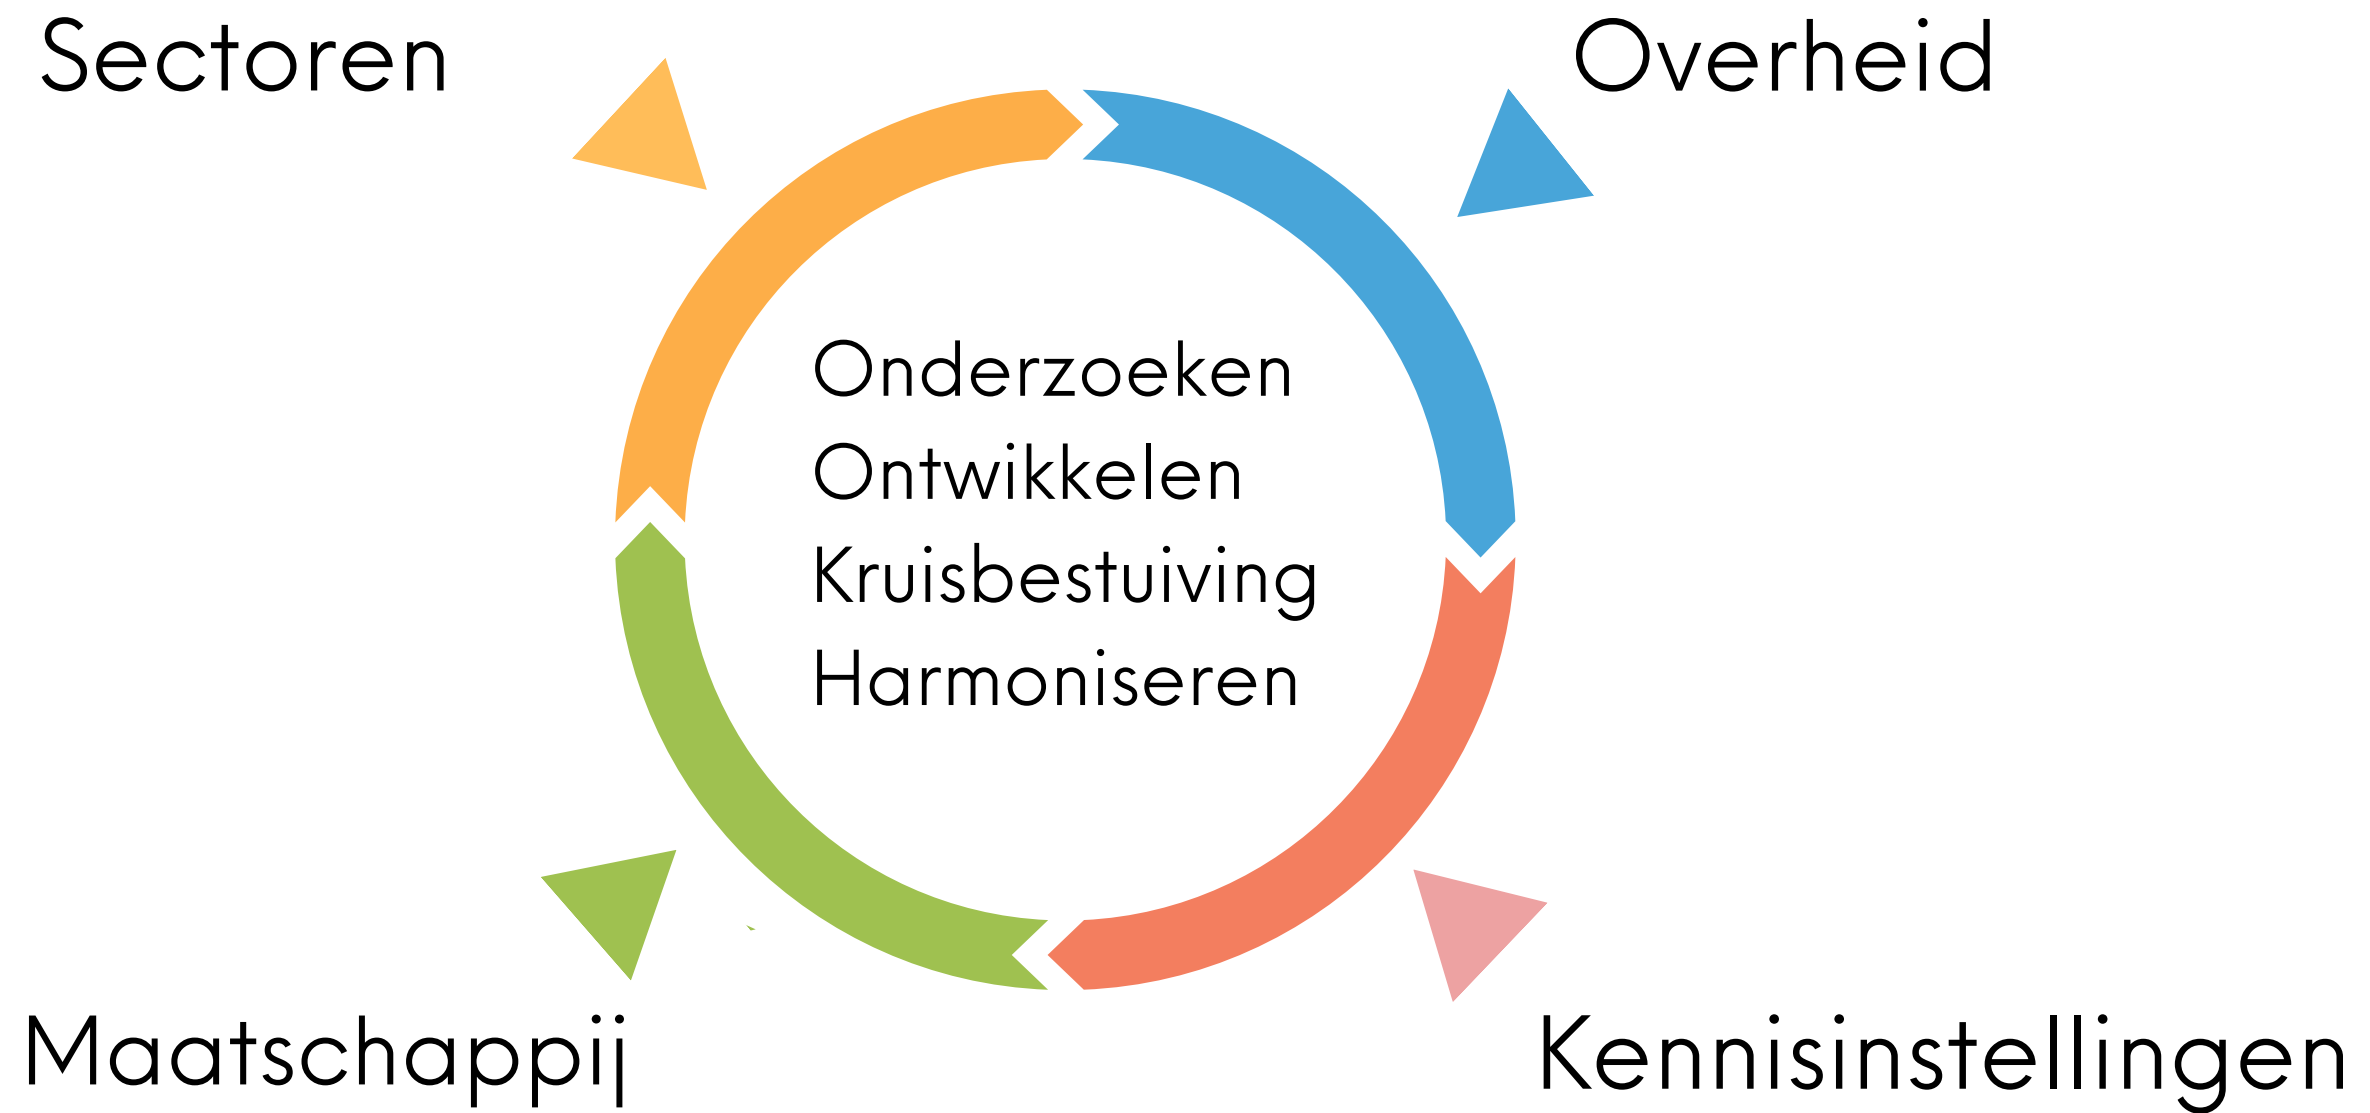 Sectoren
Overheid
Onderzoeken
Ontwikkelen
Kruisbestuiving
Harmoniseren
Maatschappij
Kennisinstellingen